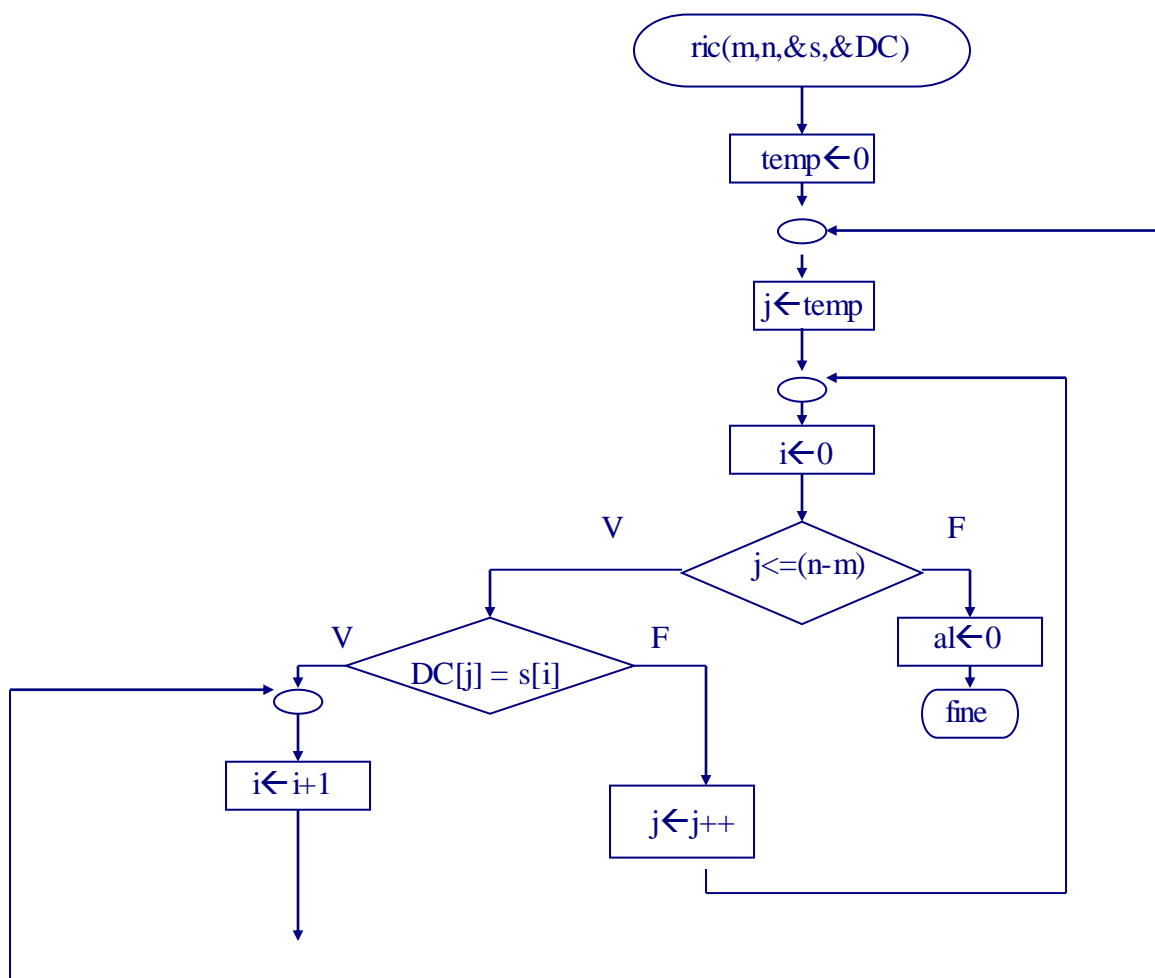 ric(m,n,&s,&DC)
temp←0
j←temp
i←0
V
F
j<=(n-m)
V
F
al←0
DC[j] = s[i]
fine
i←i+1
j←j++